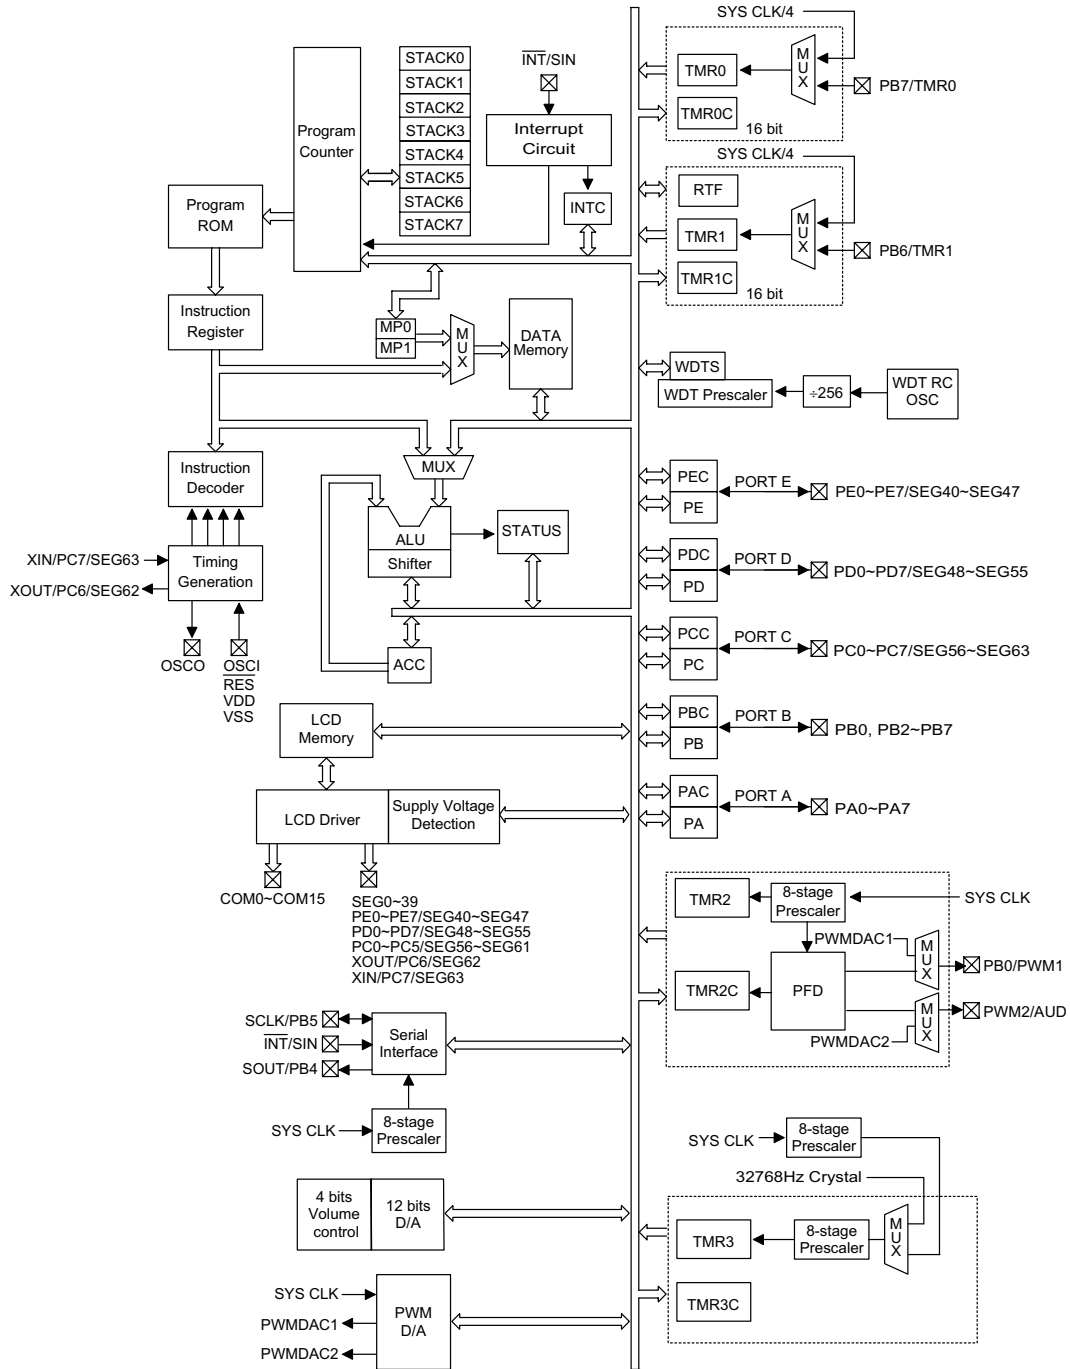 SYS CLK/4
STACK0
STACK1
STACK2
STACK3
STACK4
STACK5
STACK6
STACK7
INT/SIN
Interrupt
Circuit
INTC
Program
Counter
Program
ROM
Instruction
Register
MP0
MP1
MUX
DATA
Memory
MUX
Instruction
Decoder
ALU
Shifter
STATUS
XIN/PC7/SEG63
XOUT/PC6/SEG62
Timing
Generation
OSCO
OSCI
RES
VDD
VSS
ACC
LCD
Memory
LCD Driver
Supply Voltage
Detection
COM0~COM15
SEG0~39
PE0~PE7/SEG40~SEG47
PD0~PD7/SEG48~SEG55
PC0~PC5/SEG56~SEG61
XOUT/PC6/SEG62
XIN/PC7/SEG63
SCLK/PB5
INT/SIN
SOUT/PB4
Serial
Interface
SYS CLK
8-stage
Prescaler
4 bits
Volume
control
12 bits
D/A
SYS CLK
PWMDAC1
PWMDAC2
PWM
D/A
TMR0
MUX
PB7/TMR0
TMR0C
16 bit
SYS CLK/4
RTF
TMR1
MUX
PB6/TMR1
TMR1C
16 bit
WDTS
WDT Prescaler
÷256
WDT RC
OSC
PEC
PE
PORT E
PE0~PE7/SEG40~SEG47
PDC
PD
PORT D
PD0~PD7/SEG48~SEG55
PCC
PC
PORT C
PC0~PC7/SEG56~SEG63
PBC
PB
PORT B
PB0, PB2~PB7
PAC
PA
PORT A
PA0~PA7
TMR2
8-stage
Prescaler
SYS CLK
PWMDAC1
MUX
PB0/PWM1
TMR2C
PFD
MUX
PWM2/AUD
PWMDAC2
SYS CLK
8-stage
Prescaler
32768Hz Crystal
TMR3
8-stage
Prescaler
MUX
TMR3C